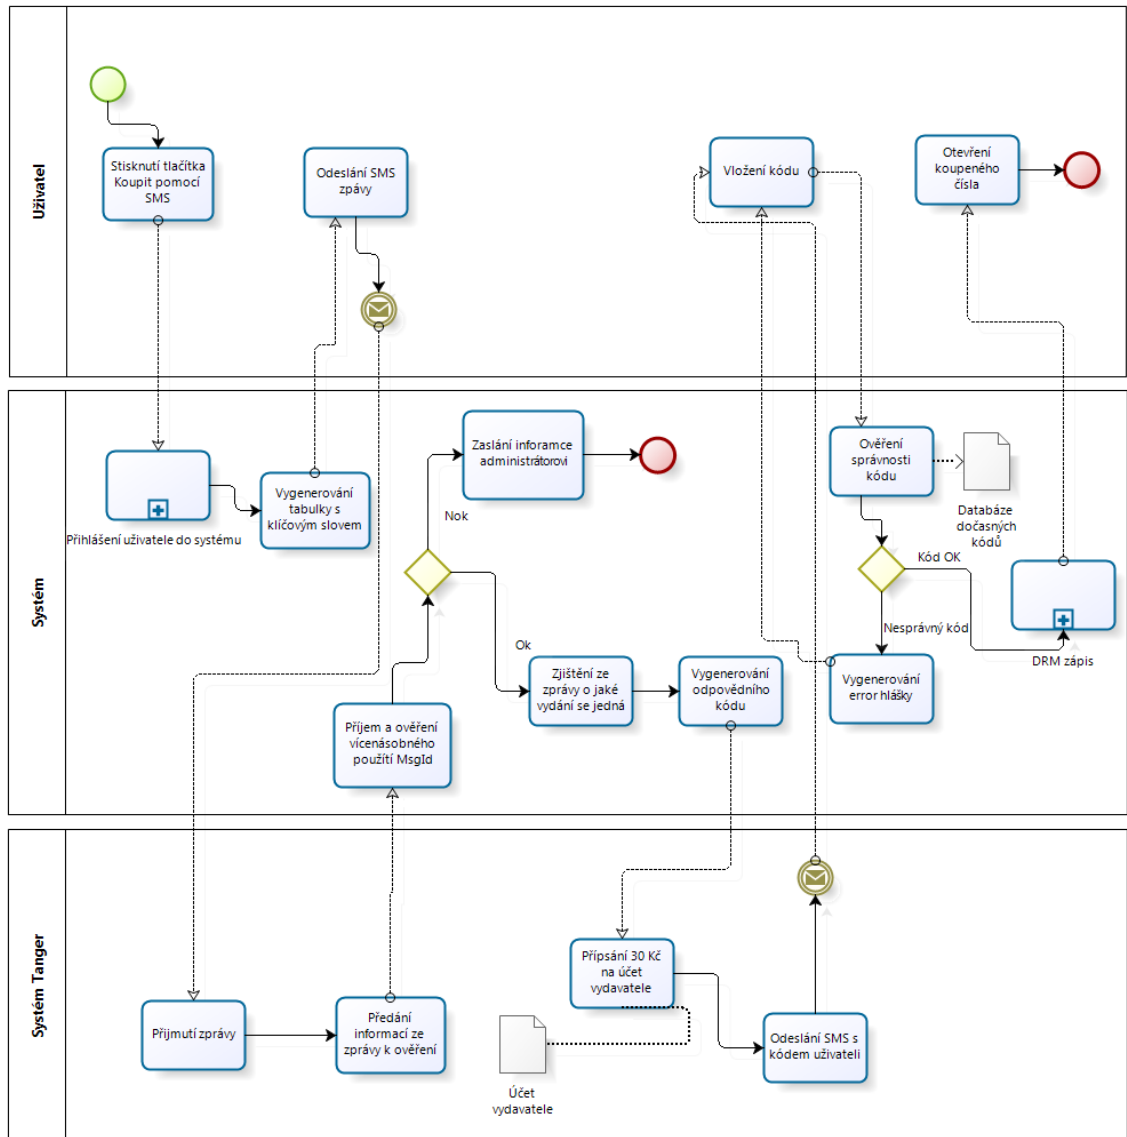 Uživatel
Stisknutí tlačítka
Koupit pomocí
SMS
Odeslání SMS
zpávy
Vložení kódu
Otevření
koupeného
čísla
Systém
Přihlášení uživatele do systému
Vygenerování
tabulky s
klíčovým slovem
Zaslání inforamce
administrátorovi
Nok
Ok
Příjem a ověření
vícenásobného
použítí MsgId
Zjištění ze
zprávy o jaké
vydání se jedná
Vygenerování
odpovědního
kódu
Ověření
správnosti
kódu
Databáze
dočasných
kódů
Kód OK
Nesprávný kód
Vygenerování
error hlášky
DRM zápis
Systém Tanger
Přijmutí zprávy
Předání
informací ze
zprávy k ověření
Přípsání 30 Kč
na účet
vydavatele
Účet
vydavatele
Odeslání SMS s
kódem uživateli